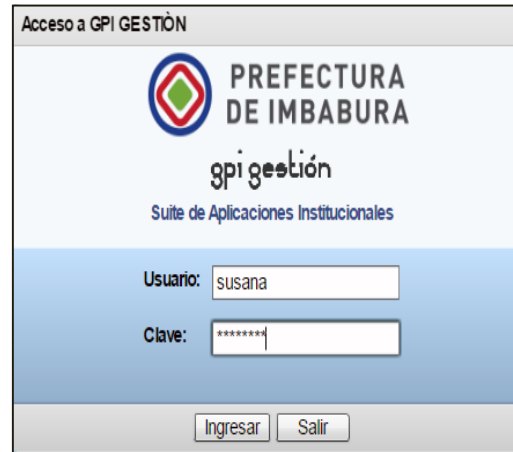 Acceso a GPI GESTIÒN
PREFECTURA
DE IMBABURA
gpi gestión
Suite de Aplicaciones Institucionales
Usuario: susana
Clave: ********
Ingresar Salir